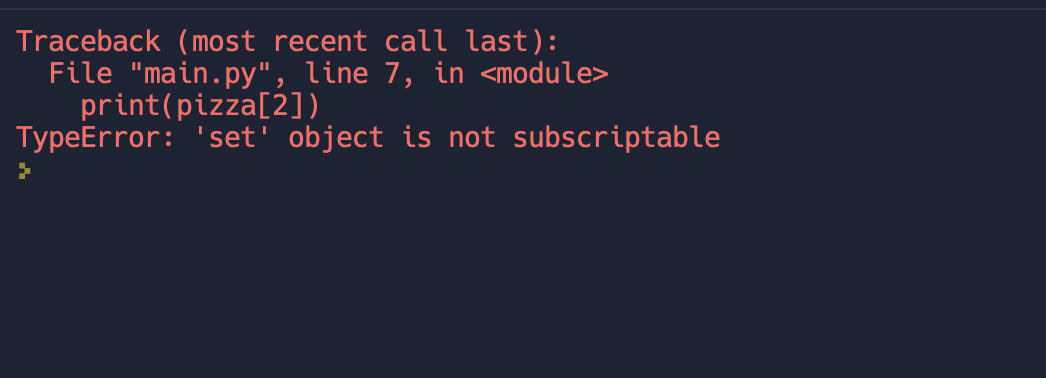 Traceback (most recent call last):
  File "main.py", line 7, in <module>
    print(pizza[2])
TypeError: 'set' object is not subscriptable